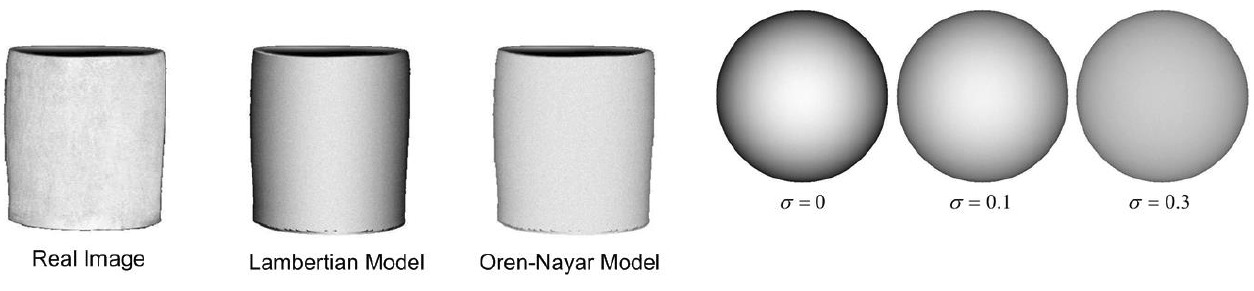 Real Image
Lambertian Model
Oren-Nayar Model
σ = 0
σ = 0.1
σ = 0.3